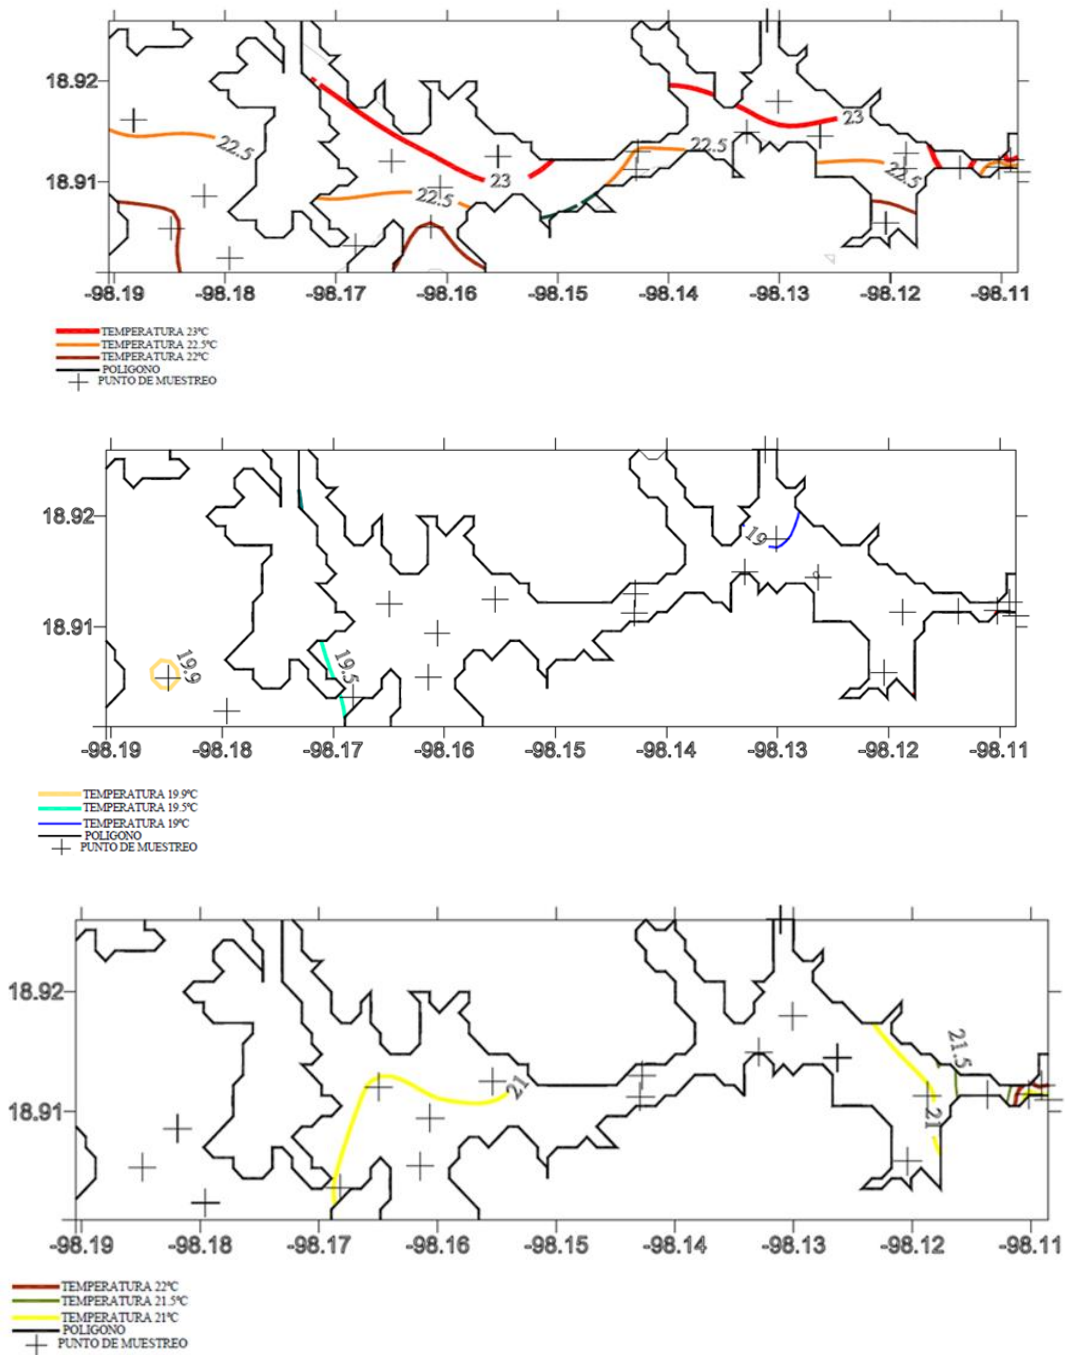 23
22.5
22.5
18.92
22.5
22.5
18.91
23
22.5
-98.19 -98.18 -98.17 -98.16 -98.15 -98.14 -98.13 -98.12 -98.11
TEMPERATURA 23ºC
TEMPERATURA 22.5ºC
TEMPERATURA 22ºC
POLIGONO
PUNTO DE MUESTREO
18.92
19
18.91
19.9
19.5
-98.19 -98.18 -98.17 -98.16 -98.15 -98.14 -98.13 -98.12 -98.11
TEMPERATURA 19.9ºC
TEMPERATURA 19.5ºC
TEMPERATURA 19ºC
POLIGONO
PUNTO DE MUESTREO
18.92
21.5
21
18.91
21
-98.19 -98.18 -98.17 -98.16 -98.15 -98.14 -98.13 -98.12 -98.11
TEMPERATURA 22ºC
TEMPERATURA 21.5ºC
TEMPERATURA 21ºC
POLIGONO
PUNTO DE MUESTREO